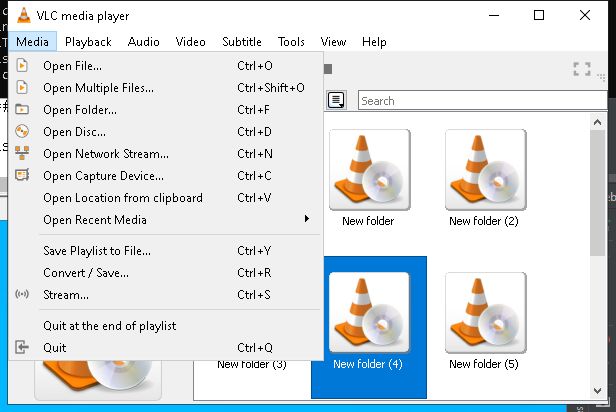 VLC media player
Media Playback Audio Video Subtitle Tools View Help
Open File... Ctrl+O
Open Multiple Files... Ctrl+Shift+O
Open Folder... Ctrl+F
Open Disc... Ctrl+D
Open Network Stream... Ctrl+N
Open Capture Device... Ctrl+C
Open Location from clipboard Ctrl+V
Open Recent Media
Save Playlist to File... Ctrl+Y
Convert / Save... Ctrl+R
Stream... Ctrl+S
Quit at the end of playlist
Quit Ctrl+Q
Search
New folder New folder (2)
New folder (3) New folder (4) New folder (5)